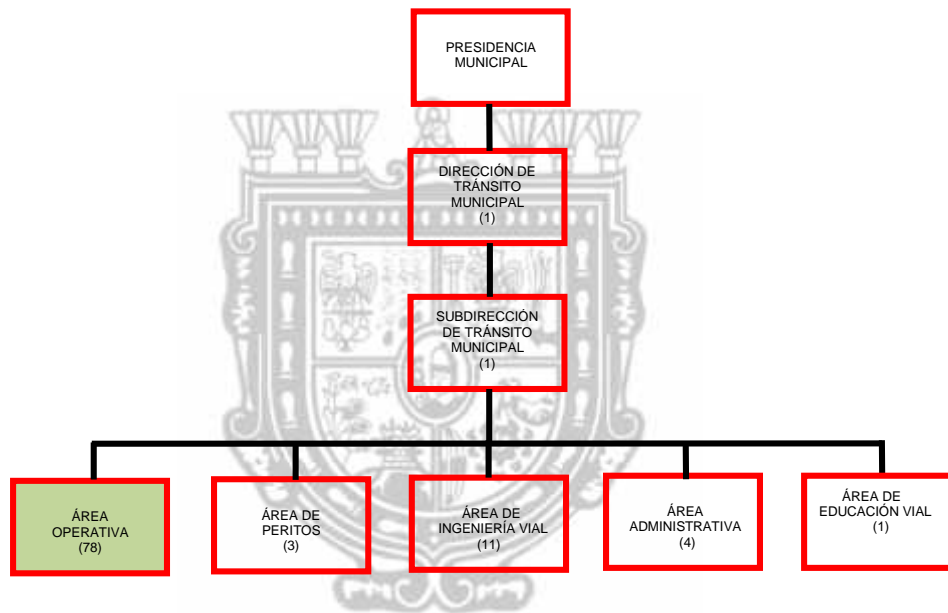 PRESIDENCIA
MUNICIPAL
DIRECCIÓN DE
TRÁNSITO
MUNICIPAL
(1)
SUBDIRECCIÓN
DE TRÁNSITO
MUNICIPAL
(1)
ÁREA
OPERATIVA
(78)
ÁREA DE
PERITOS
(3)
ÁREA DE
INGENIERÍA VIAL
(11)
ÁREA
ADMINISTRATIVA
(4)
ÁREA DE
EDUCACIÓN VIAL
(1)